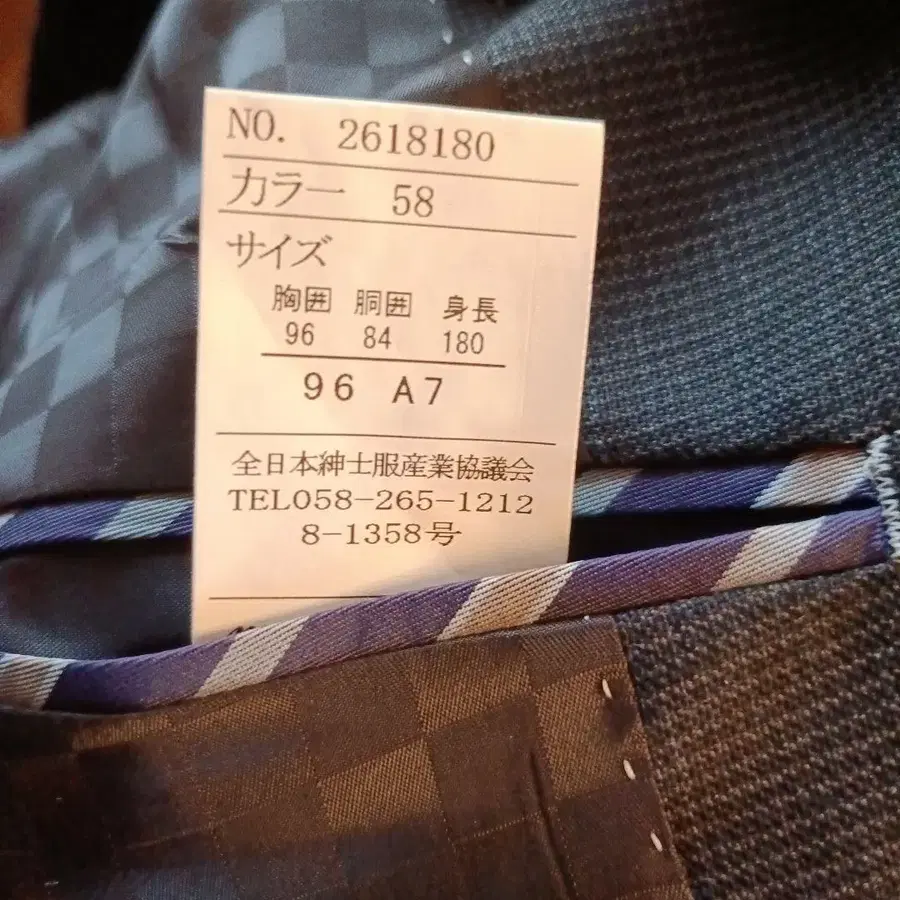 NO. 2618180
カラー 58
サイズ
胸囲 胴囲 身長
96 84 180
96 A7
全日本紳士服産業協議会
TEL058-265-1212
8-1358号